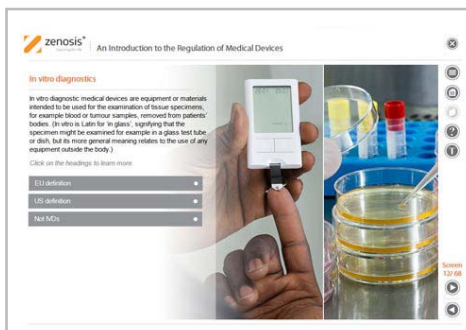 zenosis®
An Introduction to the Regulation of Medical Devices
In vitro diagnostics
In vitro diagnostic medical devices are equipment or materials
intended to be used for the examination of tissue specimens,
for example blood or tumour samples, removed from patients'
bodies. (In vitro is Latin for 'in glass', signifying that the
specimen might be examined for example in a glass test tube
or dish, but its more general meaning relates to the use of any
equipment outside the body.)
Click on the headings to learn more.
EU definition
US definition
Not IVDs
Screen
12/ 68